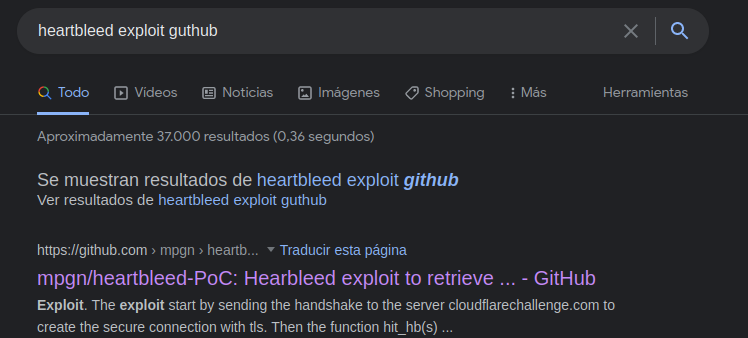 heartbleed exploit guthub
Todo Vídeos Noticias Imágenes Shopping Más Herramientas
Aproximadamente 37.000 resultados (0,36 segundos)
Se muestran resultados de heartbleed exploit github
Ver resultados de heartbleed exploit guthub
https://github.com › mpgn › heartb... Traducir esta página
mpgn/heartbleed-PoC: Hearbleed exploit to retrieve ... - GitHub
Exploit. The exploit start by sending the handshake to the server cloudflarechallenge.com to
create the secure connection with tls. Then the function hit_hb(s) ...